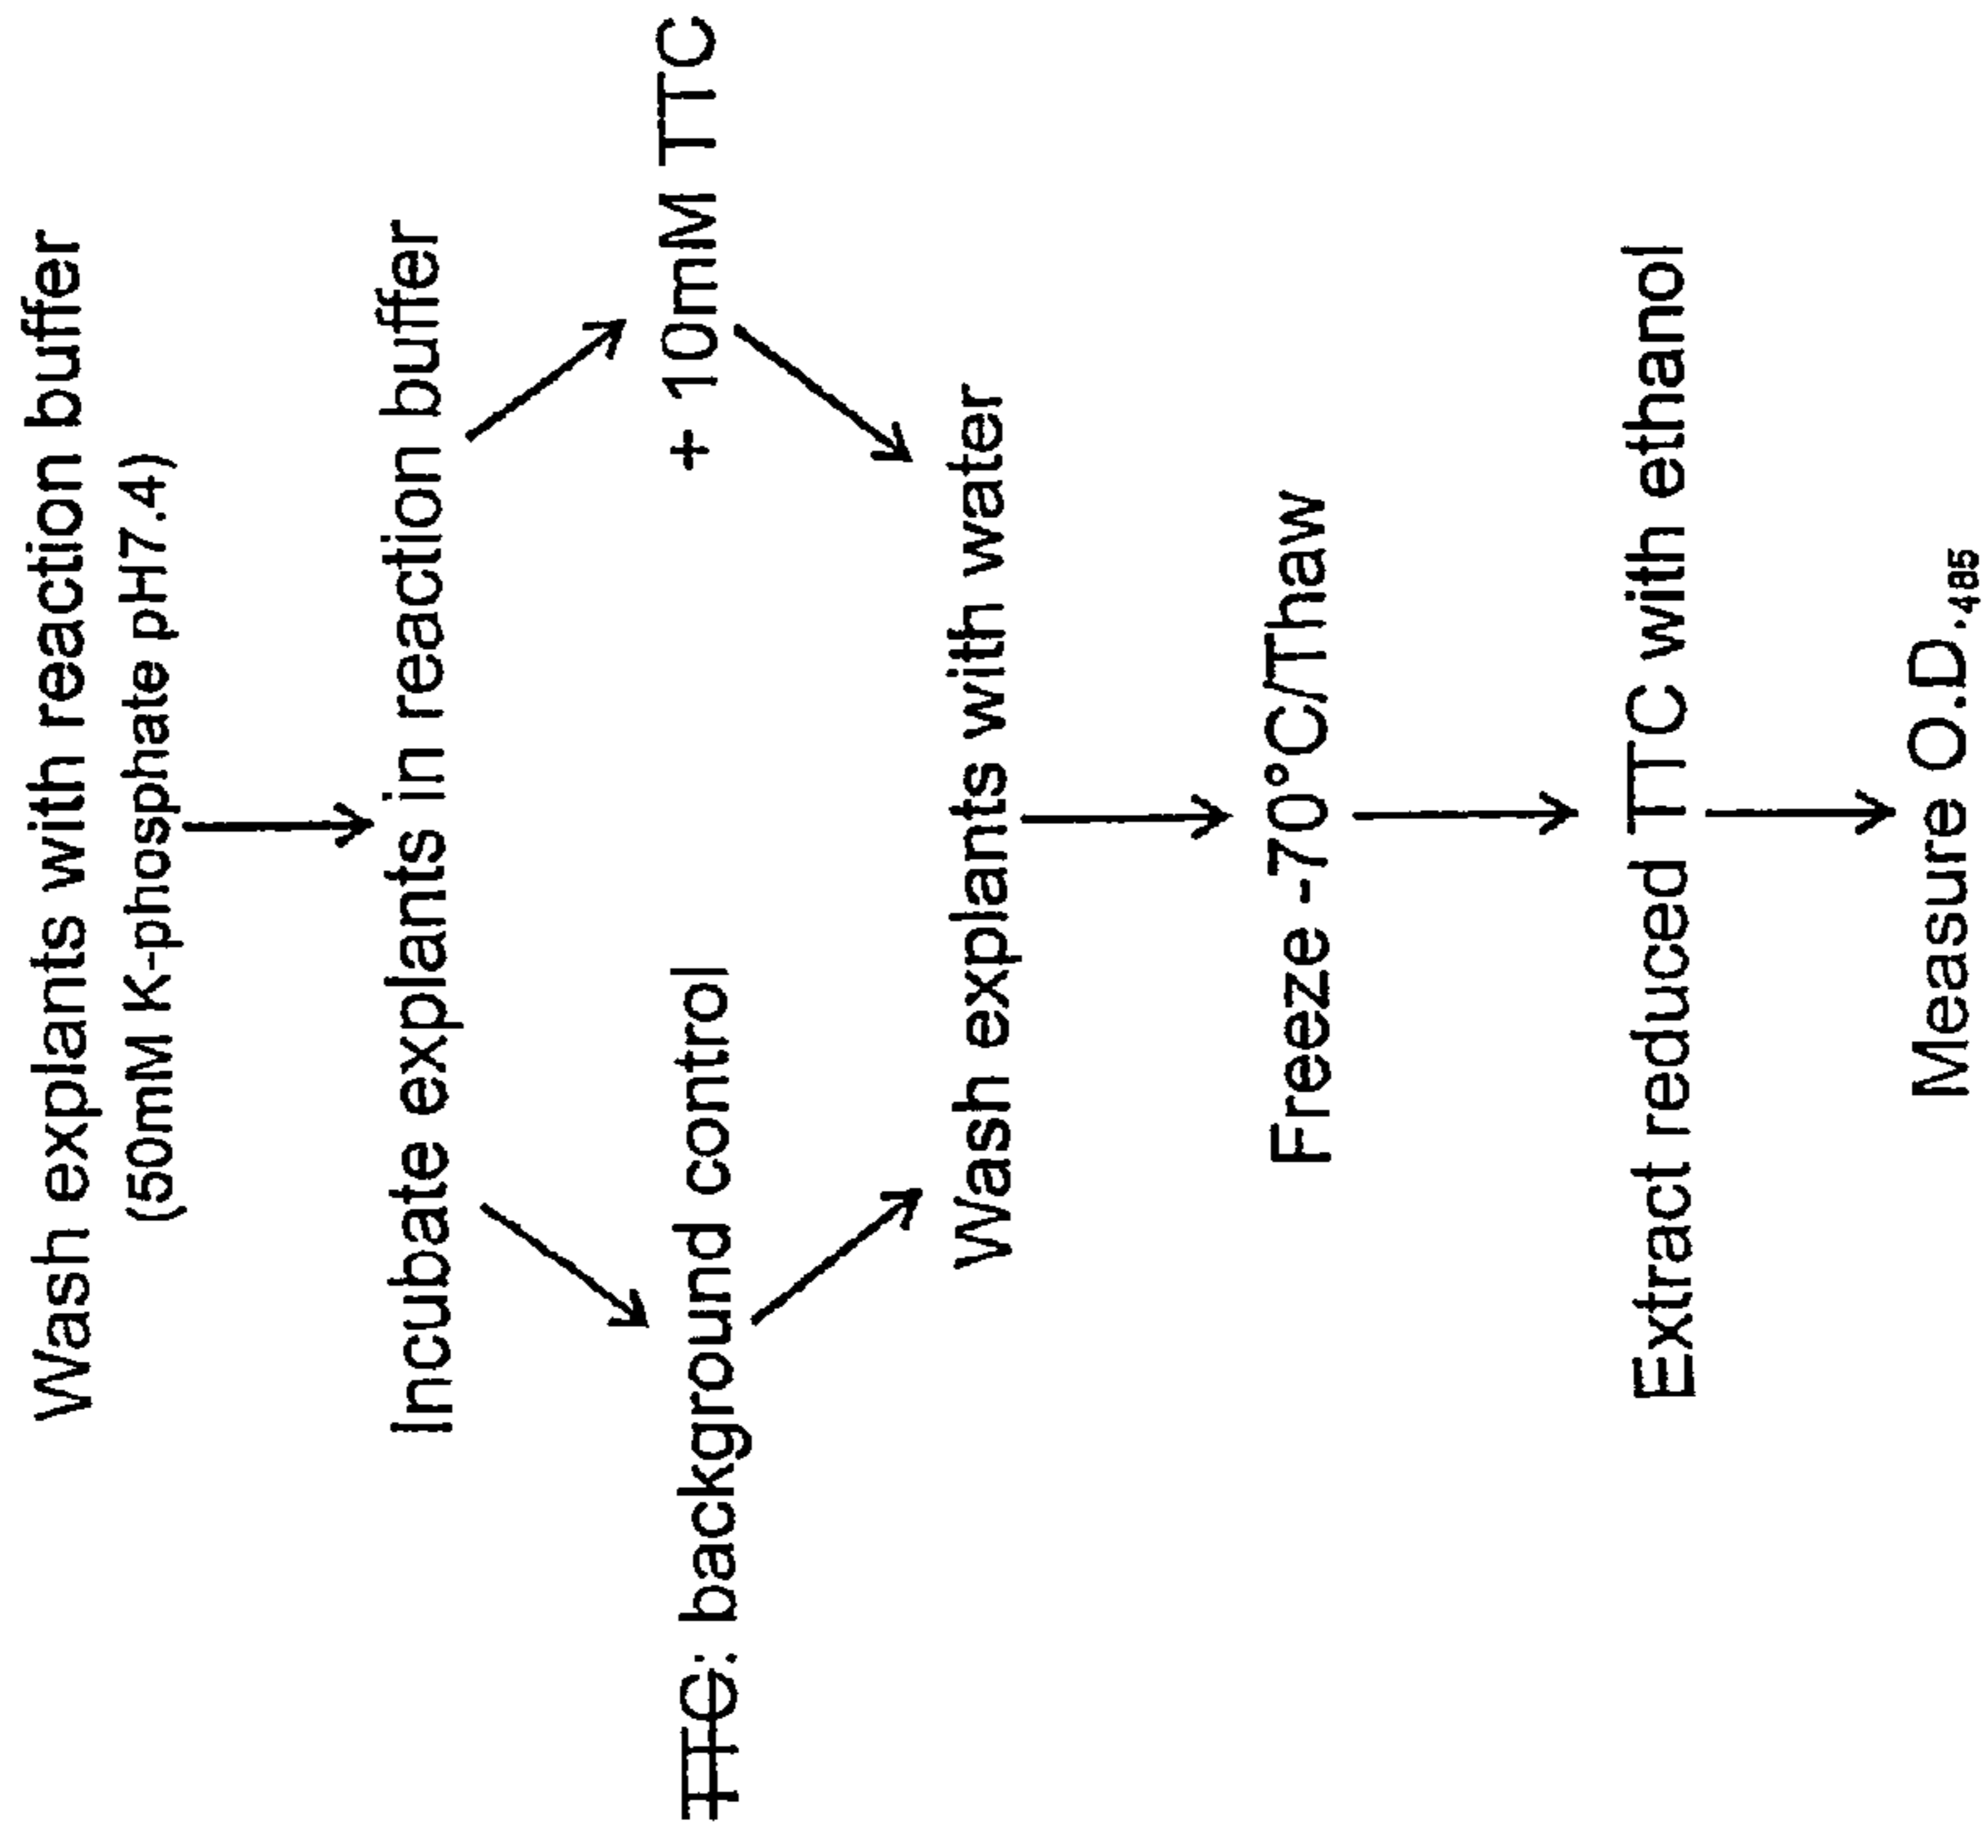 Wash explants with reaction buffer
(50mM K-phosphate pH7.4)
Incubate explants in reaction buffer
TTC: background control
+ 10mM TTC
Wash explants with water
Freeze -70°C/Thaw
Extract reduced TTC with ethanol
Measure O.D.485